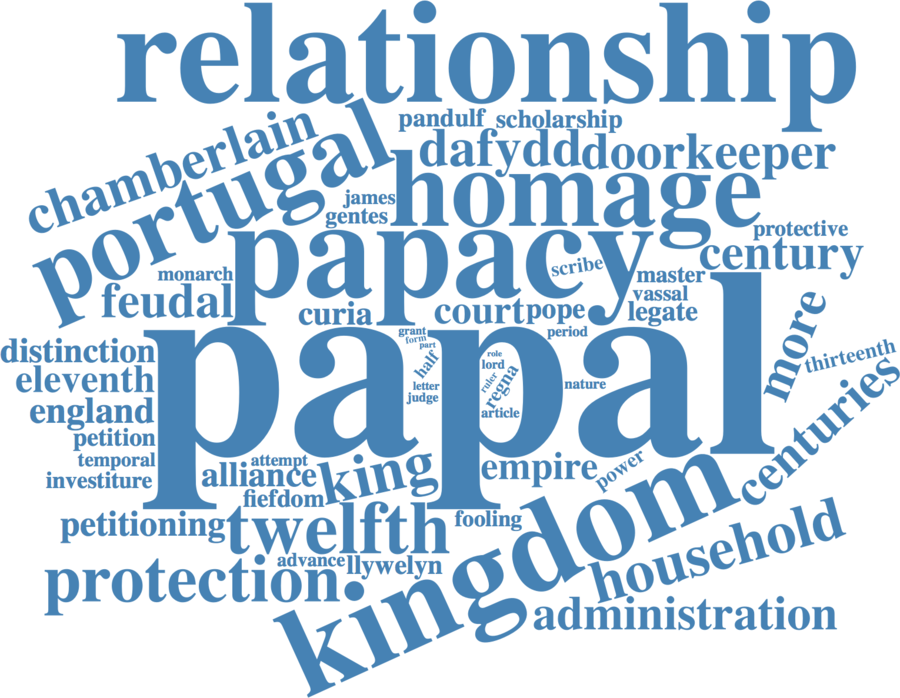 relationship
chamberlain
portugal
pandulf
scholarship
dafydd
doorkeeper
james
gentes
homage
protective
papacy
scribe
century
monarch
feudal
curia
court
pope
master
vassal
legate
period
papal
more
thirteenth
distinction
eleventh
england
petition
temporal
investiture
grant
form
part
half
letter
judge
role
lord
ruler
regna
article
nature
centuries
attempt
alliance
king
empire
power
fiefdom
petitioning
twelfth
fooling
kingdom
household
advance
llywelyn
protection
administration